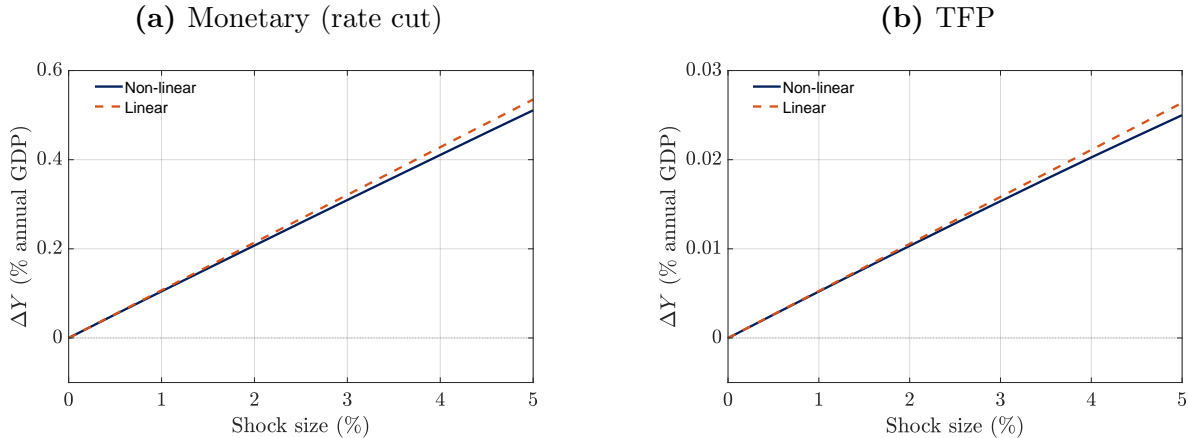 (a) Monetary (rate cut)
0.6
0.4
0.2
0
ΔY (% annual GDP)
Non-linear
Linear
0 1 2 3 4 5
Shock size (%)
(b) TFP
0.03
0.02
0.01
0
ΔY (% annual GDP)
Non-linear
Linear
0 1 2 3 4 5
Shock size (%)